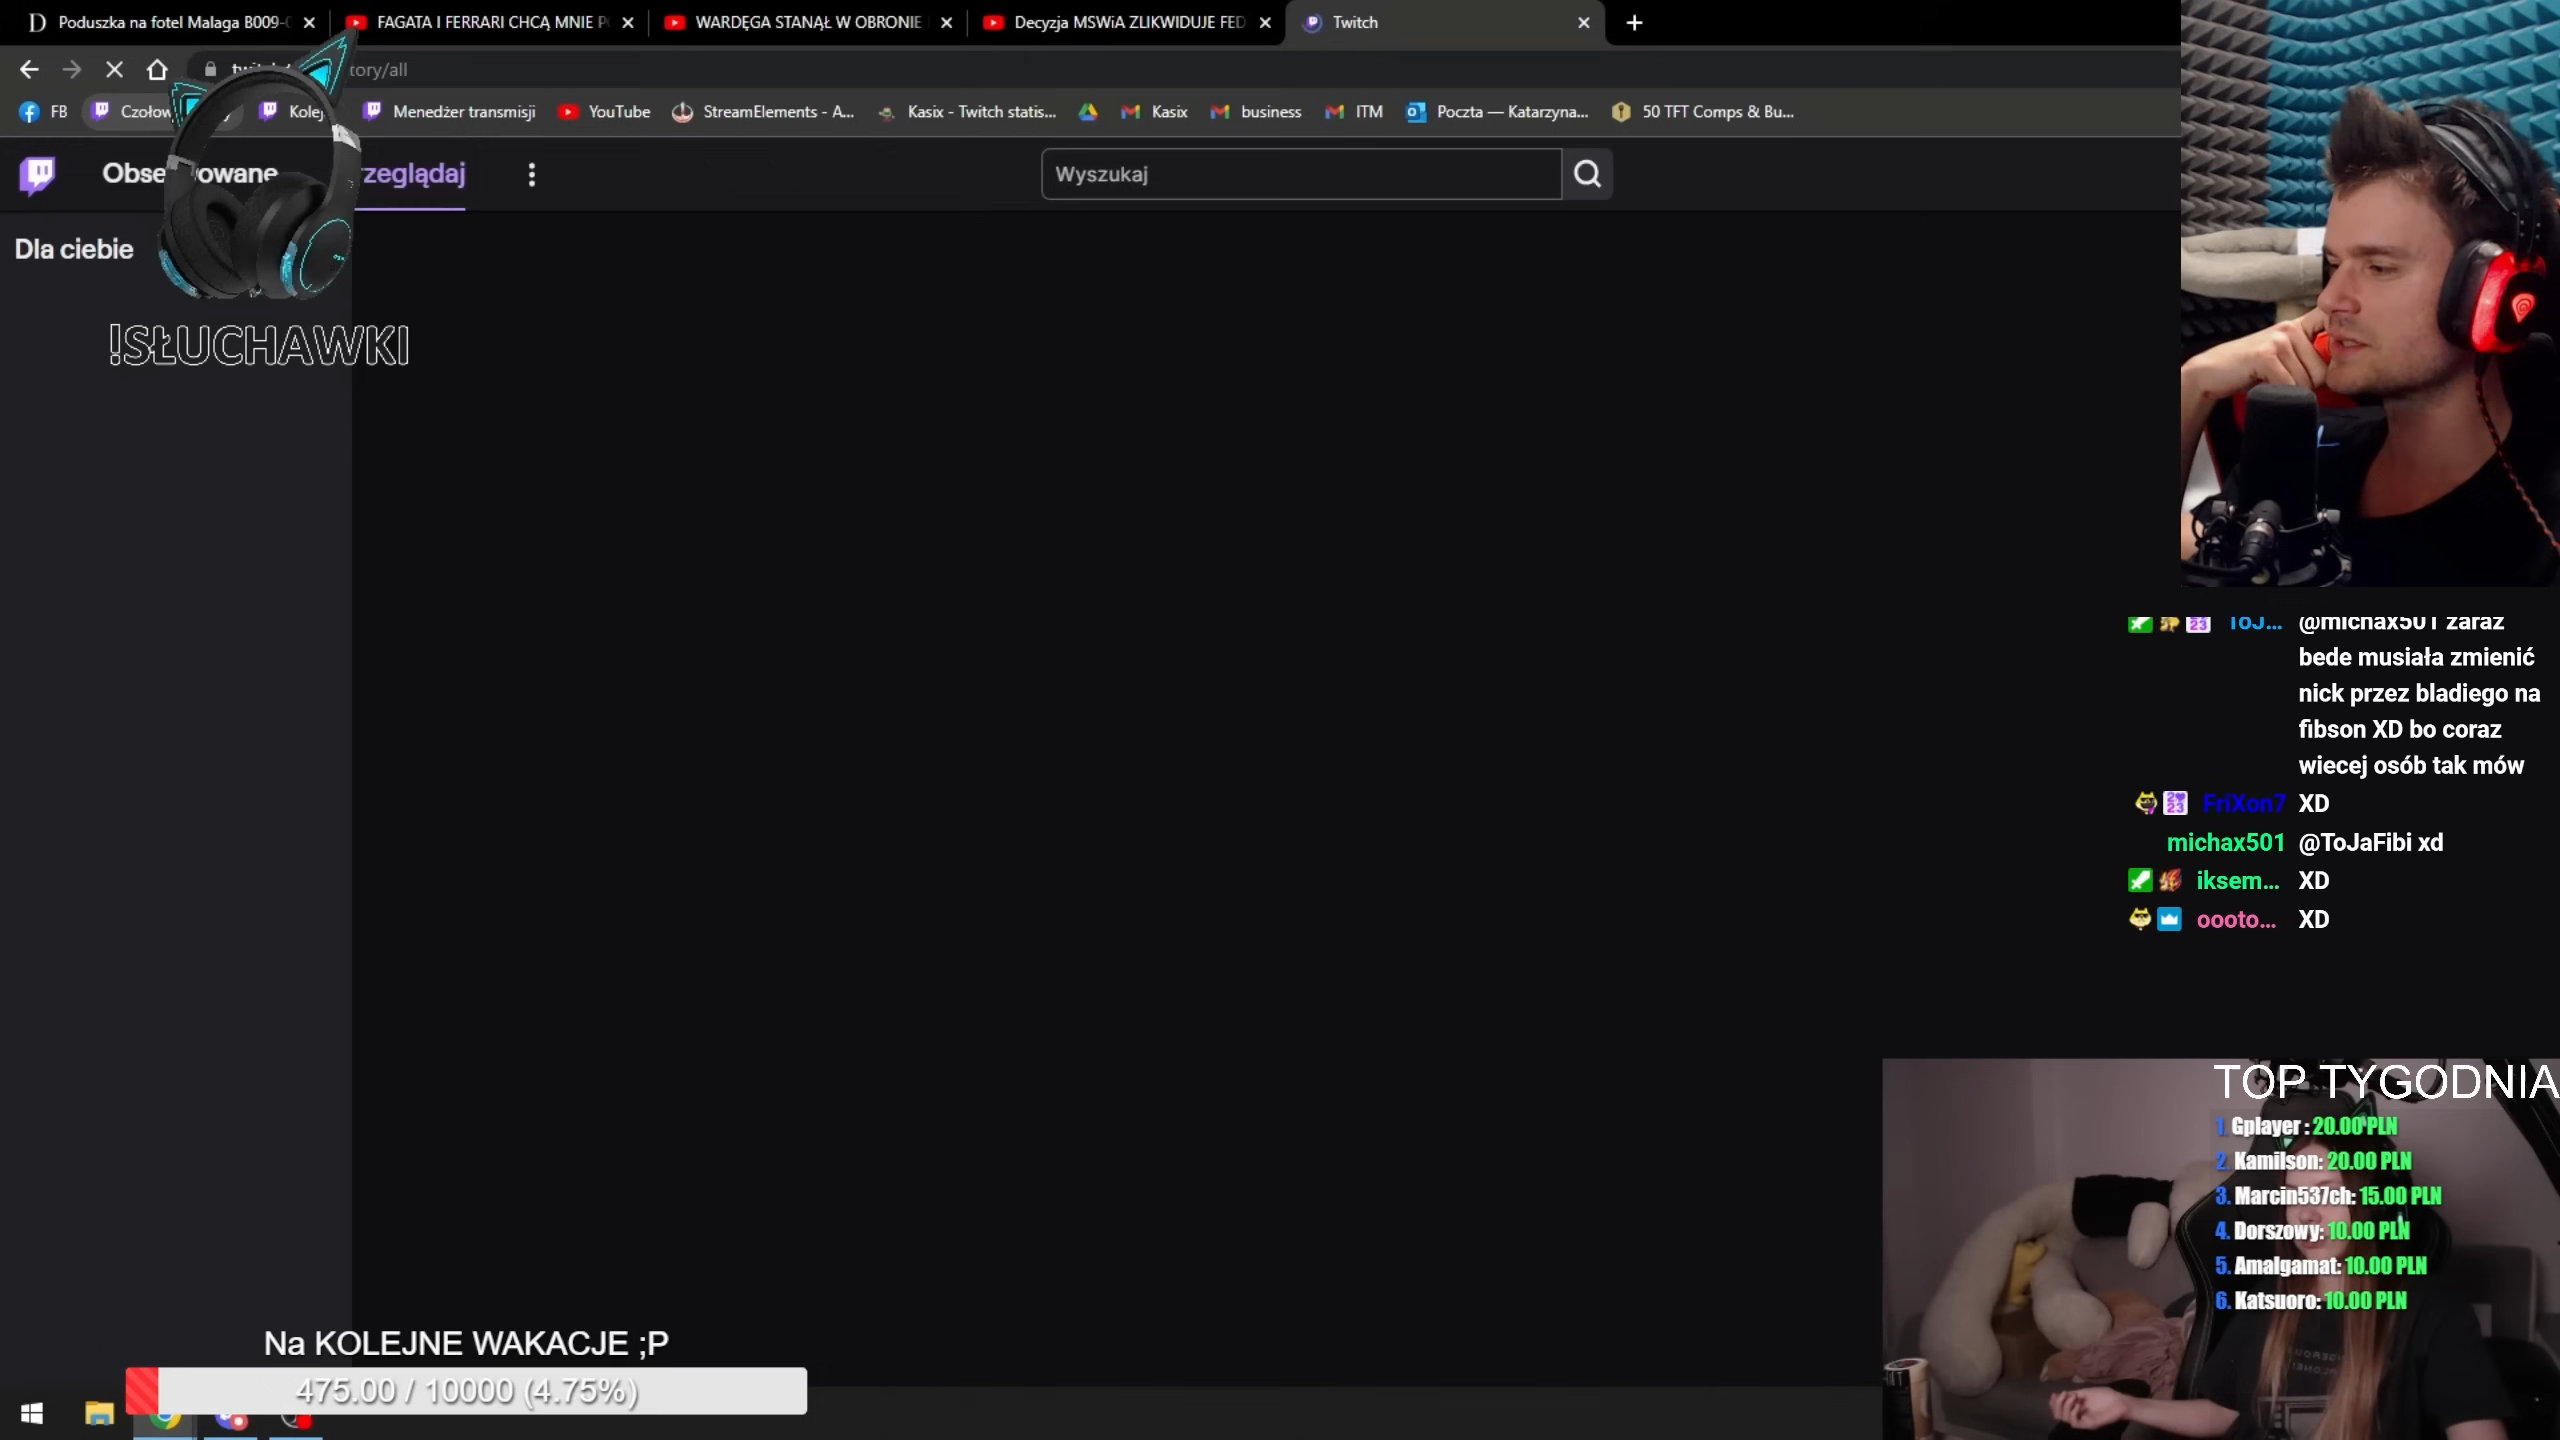 Poduszka na fotel Malaga B009-
FAGATA I FERRARI CHCĄ MNIE
WARDĘGA STANĄŁ W OBRONIE
Decyzja MSWiA ZLIKWIDUJE FED
Twitch
tory/all
FB
Czołow
Kolej
Menedżer transmisji
YouTube
StreamElements - A...
Kasix - Twitch statis...
Kasix
business
ITM
Poczta — Katarzyna...
50 TFT Comps & Bu...
Obse owane
rzeglądaj
Wyszukaj
Dla ciebie
!SŁUCHAWKI
ToJ... @michax501 zaraz
bede musiała zmienić
nick przez bladiego na
fibson XD bo coraz
wiecej osób tak mów
FriXon7 XD
michax501 @ToJaFibi xd
iksem... XD
oooto... XD
TOP TYGODNIA
1. Gplayer : 20.00 PLN
2. Kamilson: 20.00 PLN
3. Marcin537ch: 15.00 PLN
4. Dorszowy: 10.00 PLN
5. Amalgamat: 10.00 PLN
6. Katsuoro: 10.00 PLN
Na KOLEJNE WAKACJE ;P
475.00 / 10000 (4.75%)